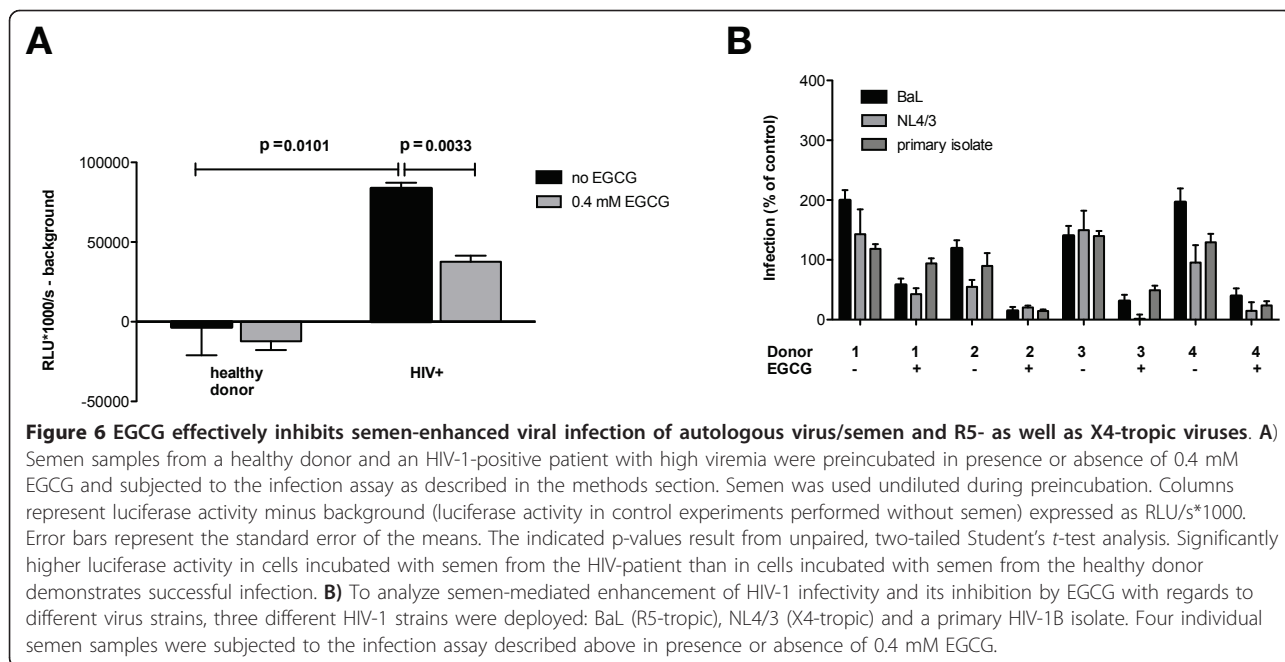 A
p=0.0101
p=0.0033
100000
50000
0
-50000
RLU*1000/s - background
no EGCG
0.4 mM EGCG
healthy
donor
HIV+
B
400
300
200
100
0
Infection (% of control)
BaL
NL4/3
primary isolate
Donor 1 1 2 2 3 3 4 4
EGCG - + - + - + - +
Figure 6 EGCG effectively inhibits semen-enhanced viral infection of autologous virus/semen and R5- as well as X4-tropic viruses. A)
Semen samples from a healthy donor and an HIV-1-positive patient with high viremia were preincubated in presence or absence of 0.4 mM
EGCG and subjected to the infection assay as described in the methods section. Semen was used undiluted during preincubation. Columns
represent luciferase activity minus background (luciferase activity in control experiments performed without semen) expressed as RLU/s*1000.
Error bars represent the standard error of the means. The indicated p-values result from unpaired, two-tailed Student's t-test analysis. Significantly
higher luciferase activity in cells incubated with semen from the HIV-patient than in cells incubated with semen from the healthy donor
demonstrates successful infection. B) To analyze semen-mediated enhancement of HIV-1 infectivity and its inhibition by EGCG with regards to
different virus strains, three different HIV-1 strains were deployed: BaL (R5-tropic), NL4/3 (X4-tropic) and a primary HIV-1B isolate. Four individual
semen samples were subjected to the infection assay described above in presence or absence of 0.4 mM EGCG.